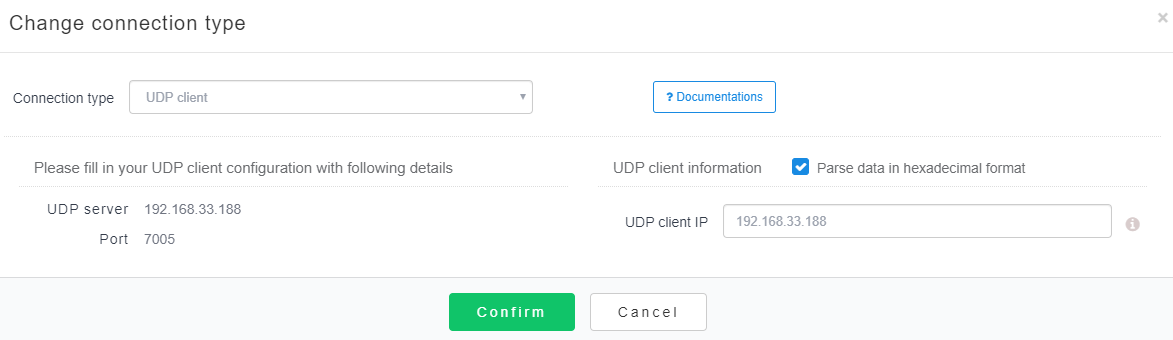 Change connection type
×
Connection type UDP client
? Documentations
Please fill in your UDP client configuration with following details
UDP server 192.168.33.188
Port 7005
UDP client information Parse data in hexadecimal format
UDP client IP 192.168.33.188
Confirm Cancel